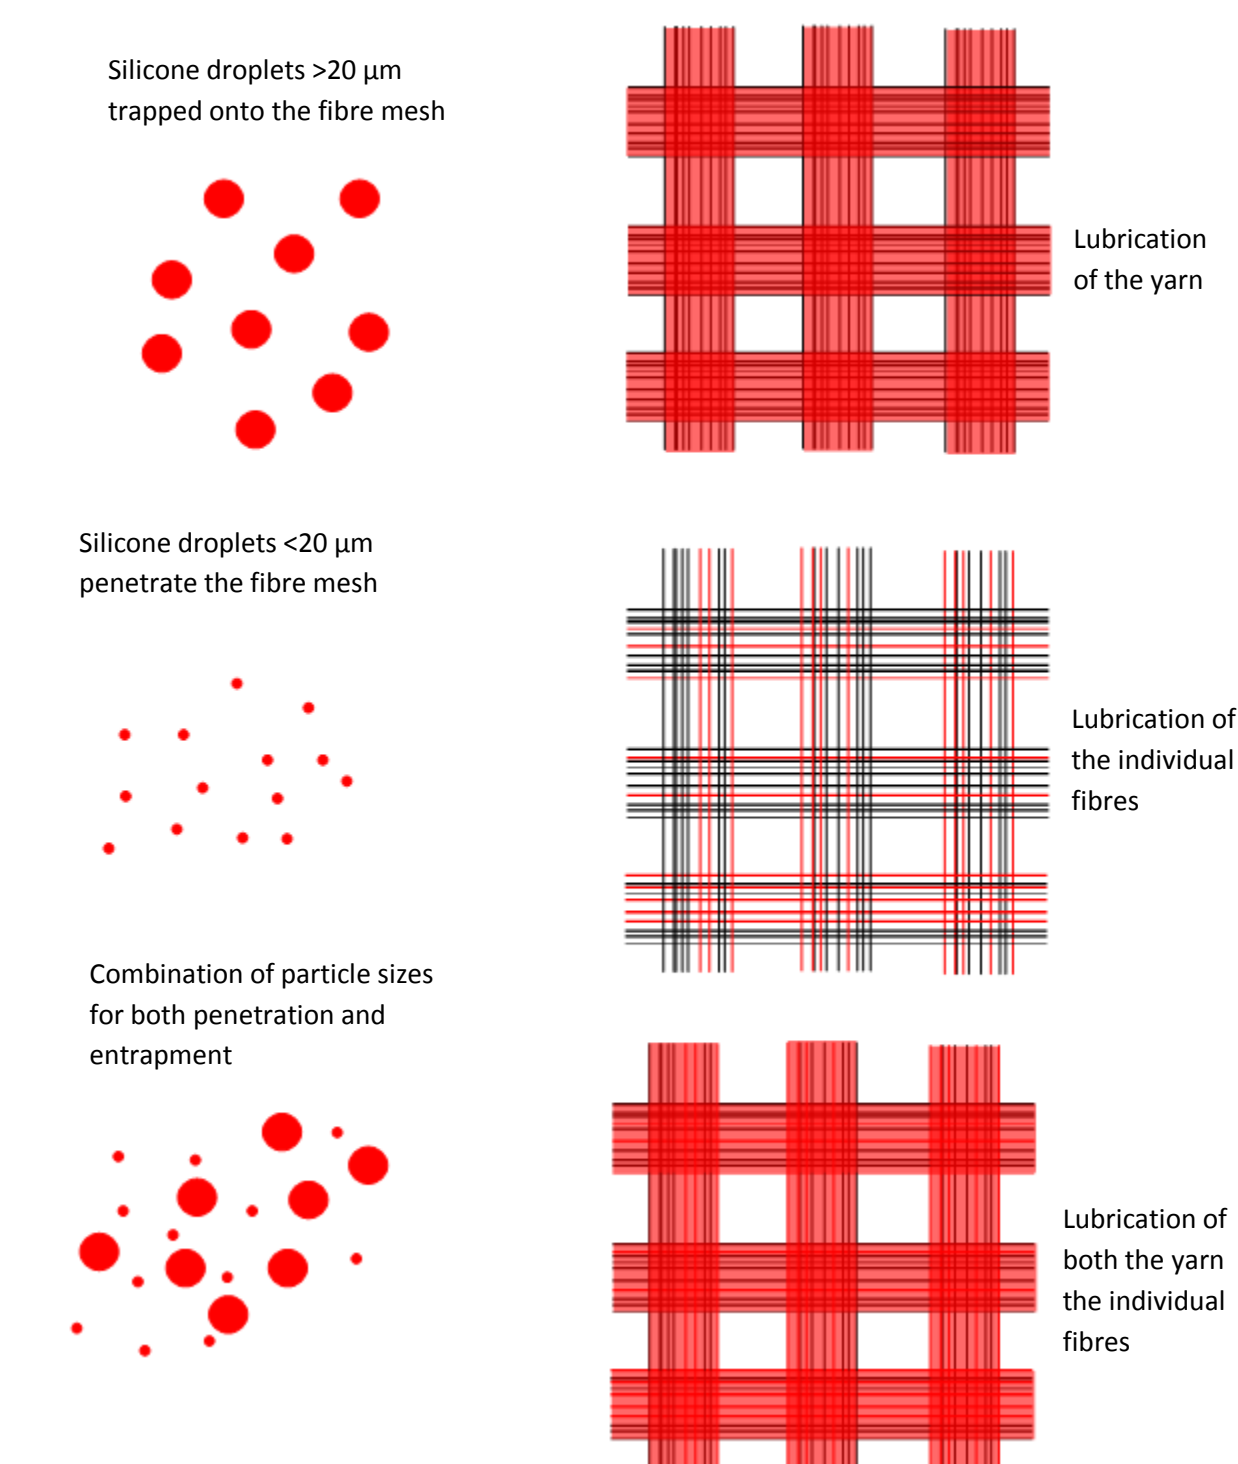 Silicone droplets >20 µm
trapped onto the fibre mesh
Lubrication
of the yarn
Silicone droplets <20 µm
penetrate the fibre mesh
Lubrication of
the individual
fibres
Combination of particle sizes
for both penetration and
entrapment
Lubrication of
both the yarn
the individual
fibres